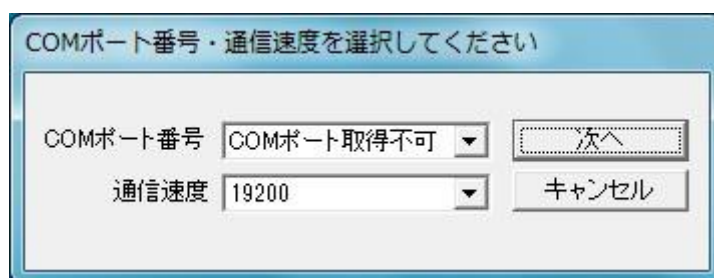 COMポート番号・通信速度を選択してください
COMポート番号 COMポート取得不可 次へ
通信速度 19200 キャンセル